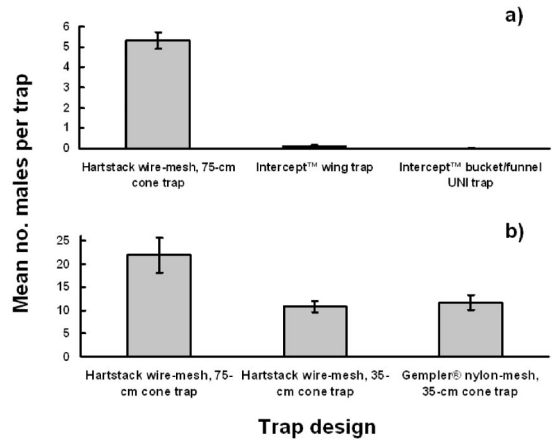 a)
Mean no. males per trap
6
5
4
3
2
1
0
Hartstack wire-mesh, 75-cm
cone trap
Intercept™ wing trap
Intercept™ bucket/funnel
UNI trap
b)
25
20
15
10
5
0
Hartstack wire-mesh, 75-
cm cone trap
Hartstack wire-mesh, 35-
cm cone trap
Gempler® nylon-mesh,
35-cm cone trap
Trap design